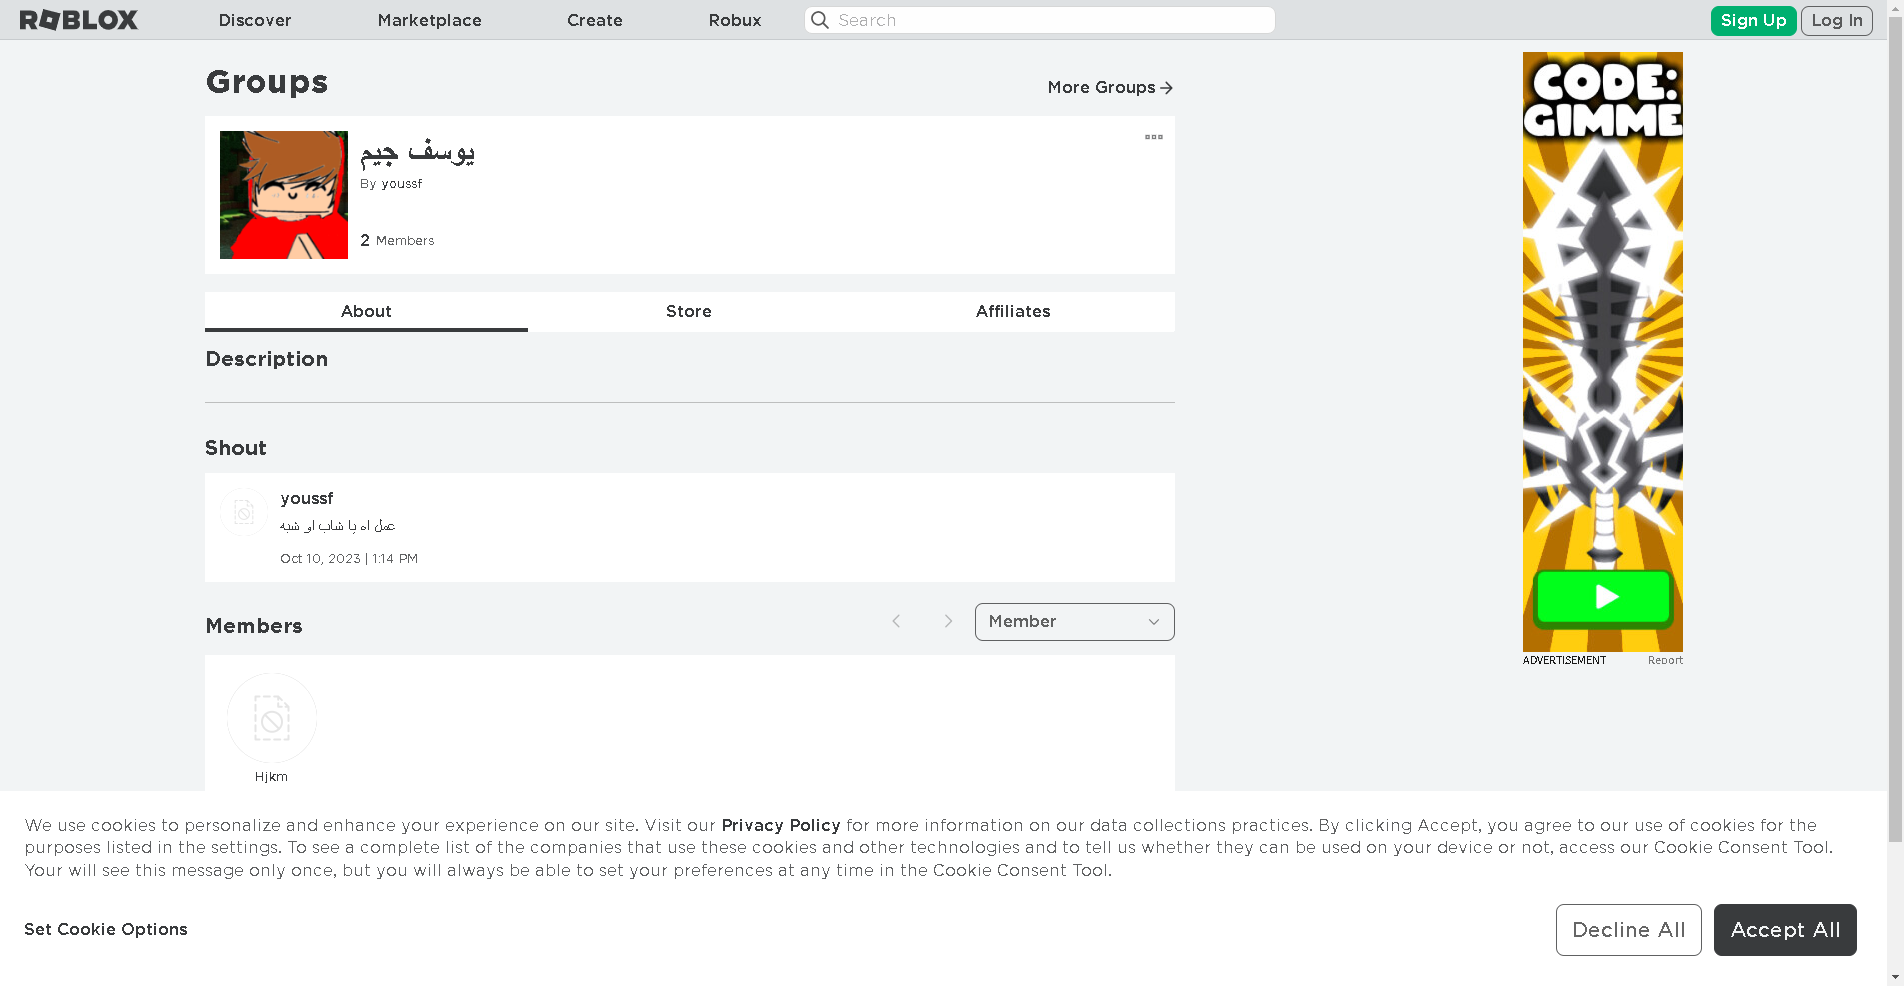 ROBLOX
Discover
Marketplace
Create
Robux
Search
Sign Up
Log In
Groups
More Groups
يوسف جيم
By youssf
2 Members
About
Store
Affiliates
Description
Shout
youssf
عمل اه يا شاب او شبه
Oct 10, 2023 | 1:14 PM
Members
Member
Hjkm
CODE:
GIMME
ADVERTISEMENT
Report
We use cookies to personalize and enhance your experience on our site. Visit our Privacy Policy for more information on our data collections practices. By clicking Accept, you agree to our use of cookies for the
purposes listed in the settings. To see a complete list of the companies that use these cookies and other technologies and to tell us whether they can be used on your device or not, access our Cookie Consent Tool.
Your will see this message only once, but you will always be able to set your preferences at any time in the Cookie Consent Tool.
Set Cookie Options
Decline All
Accept All